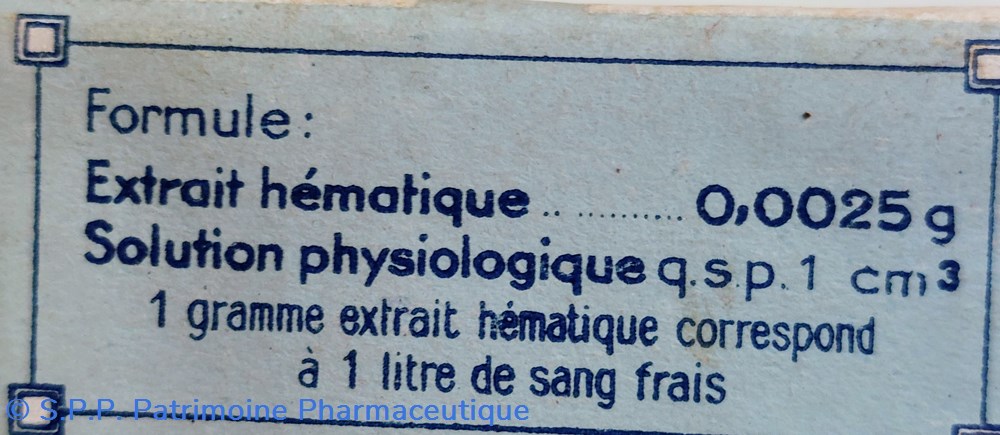 Formule :
Extrait hématique .. .......... 0,0025 g
Solution physiologique q.s.p. 1 cm3
1 gramme extrait hématique correspond
à 1 litre de sang frais
© S.P.P. Patrimoine Pharmaceutique